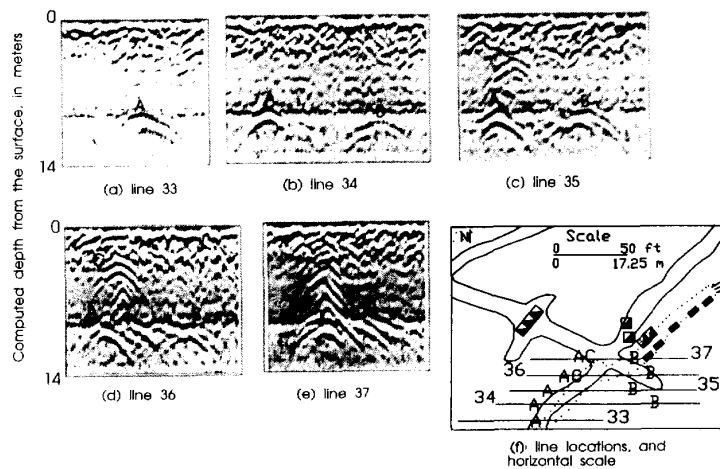 Computed depth from the surface, in meters
0
14
A
(a) line 33
A
(b) line 34
(c) line 35
0
14
(d) line 36
(e) line 37
N
Scale
0 50 ft
0 17.25 m
36 AC B 37
A B
34 A B 35
A B
A 33
(f) line locations, and
horizontal scale